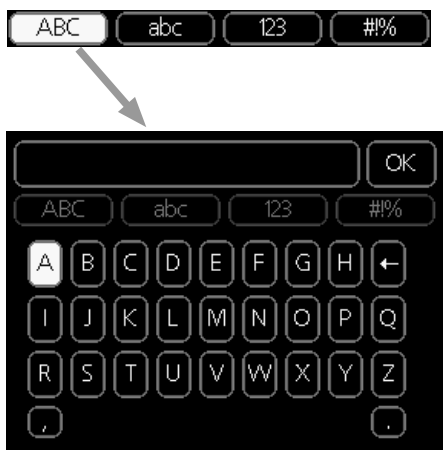 ABC abc 123 #!%
OK
ABC abc 123 #!%
A B C D E F G H ←
I J K L M N O P Q
R S T U V W X Y Z
, .